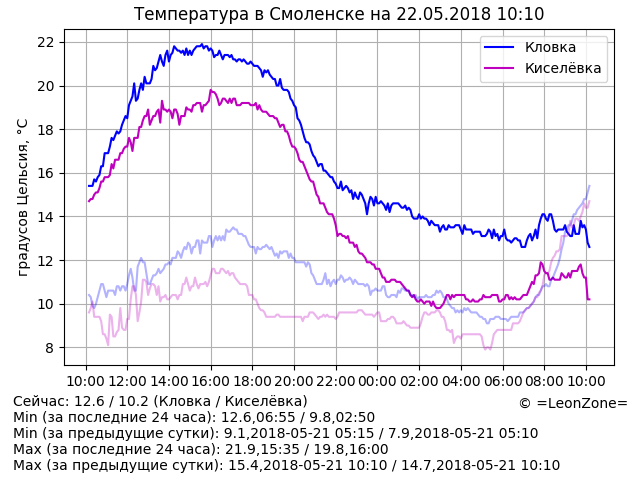 Температура в Смоленске на 22.05.2018 10:10
Кловка
Киселёвка
градусов Цельсия, °C
22
20
18
16
14
12
10
8
10:00 12:00 14:00 16:00 18:00 20:00 22:00 00:00 02:00 04:00 06:00 08:00 10:00
Сейчас: 12.6 / 10.2 (Кловка / Киселёвка)
© =LeonZone=
Min (за последние 24 часа): 12.6,06:55 / 9.8,02:50
Min (за предыдущие сутки): 9.1,2018-05-21 05:15 / 7.9,2018-05-21 05:10
Max (за последние 24 часа): 21.9,15:35 / 19.8,16:00
Max (за предыдущие сутки): 15.4,2018-05-21 10:10 / 14.7,2018-05-21 10:10